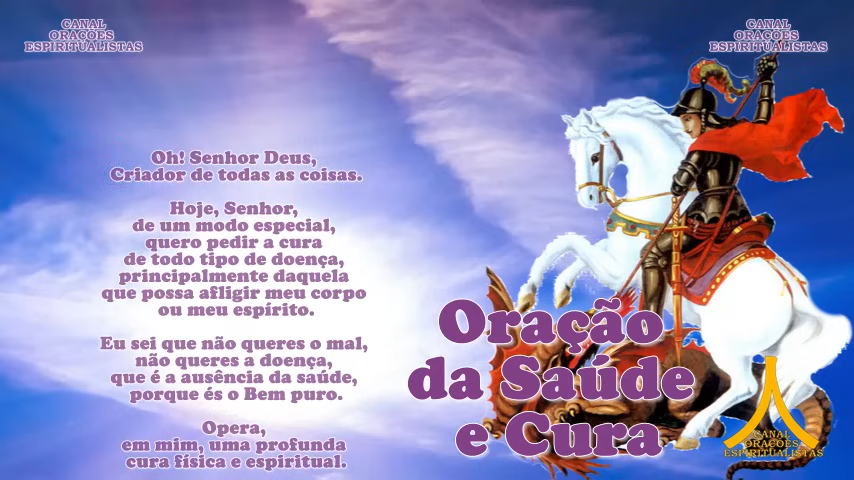 CANAL
ORAÇÕES
ESPIRITUALISTAS
CANAL
ORAÇÕES
ESPIRITUALISTAS
Oh! Senhor Deus,
Criador de todas as coisas.
Hoje, Senhor,
de um modo especial,
quero pedir a cura
de todo tipo de doença,
principalmente daquela
que possa afligir meu corpo
ou meu espírito.
Eu sei que não queres o mal,
não queres a doença,
que é a ausência da saúde,
porque és o Bem puro.
Opera,
em mim, uma profunda
cura física e espiritual.
Oração
da Saúde
e Cura
CANAL
ORAÇÕES
ESPIRITUALISTAS